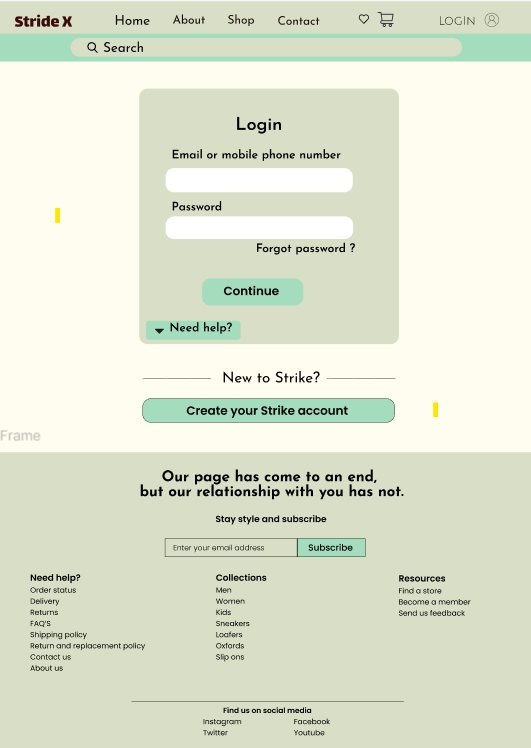 Stride X Home About Shop Contact LOGIN
Search
Login
Email or mobile phone number
Password
Forgot password ?
Continue
Need help?
New to Strike?
Create your Strike account
Frame
Our page has come to an end,
but our relationship with you has not.
Stay style and subscribe
Enter your email address Subscribe
Need help?
Order status
Delivery
Returns
FAQ'S
Shipping policy
Return and replacement policy
Contact us
About us
Collections
Men
Women
Kids
Sneakers
Loafers
Oxfords
Slip ons
Resources
Find a store
Become a member
Send us feedback
Find us on social media
Instagram Facebook
Twitter Youtube